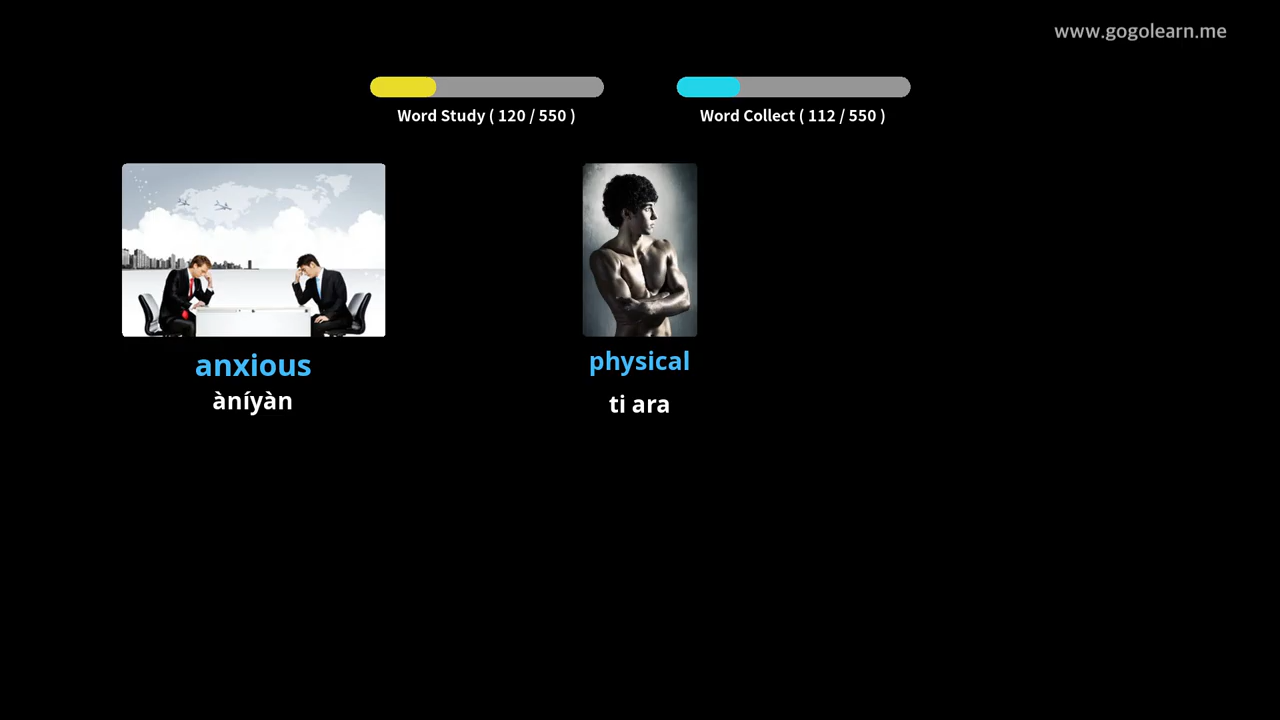 www.gogolearn.me
Word Study ( 120 / 550 )
Word Collect ( 112 / 550 )
anxious
àníyàn
physical
ti ara